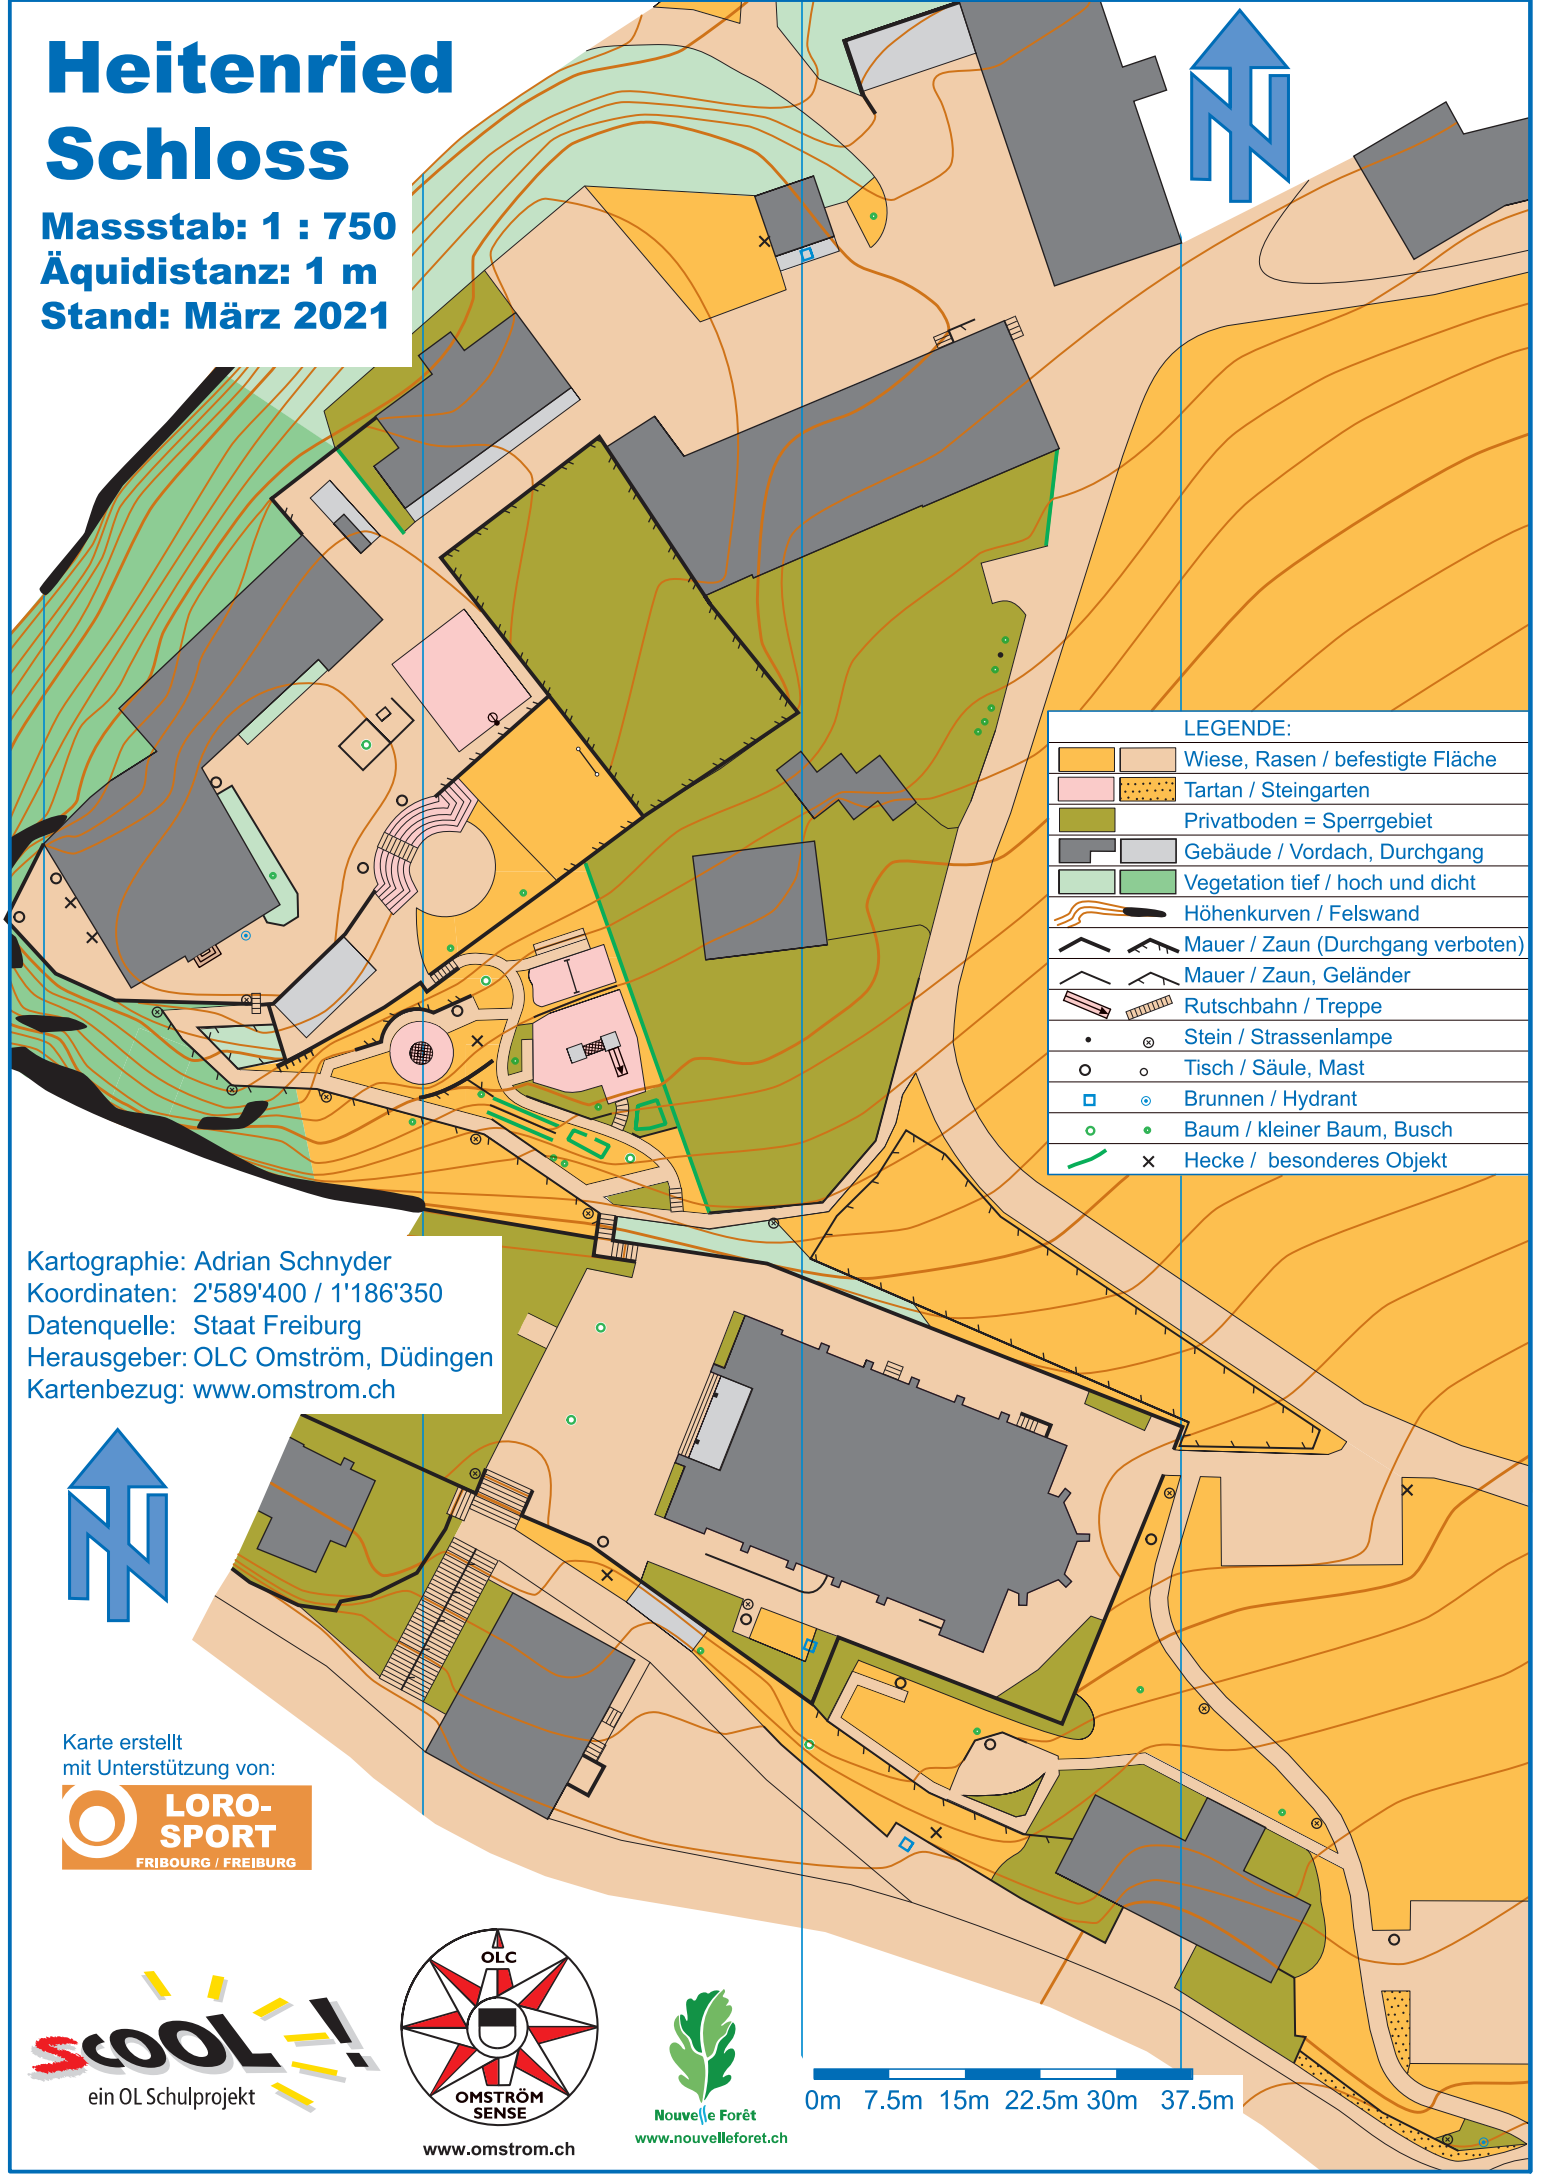 Heitenried
Schloss
Massstab: 1 : 750
Äquidistanz: 1 m
Stand: März 2021
N
LEGENDE:
Wiese, Rasen / befestigte Fläche
Tartan / Steingarten
Privatboden = Sperrgebiet
Gebäude / Vordach, Durchgang
Vegetation tief / hoch und dicht
Höhenkurven / Felswand
Mauer / Zaun (Durchgang verboten)
Mauer / Zaun, Geländer
Rutschbahn / Treppe
Stein / Strassenlampe
Tisch / Säule, Mast
Brunnen / Hydrant
Baum / kleiner Baum, Busch
Hecke / besonderes Objekt
Kartographie: Adrian Schnyder
Koordinaten: 2'589'400 / 1'186'350
Datenquelle: Staat Freiburg
Herausgeber: OLC Omström, Düdingen
Kartenbezug: www.omstrom.ch
N
Karte erstellt
mit Unterstützung von:
LORO-
SPORT
FRIBOURG / FREIBURG
sCOOL!
ein OL Schulprojekt
OLC
OMSTRÖM
SENSE
www.omstrom.ch
Nouvelle Forêt
www.nouvelleforet.ch
0m 7.5m 15m 22.5m 30m 37.5m